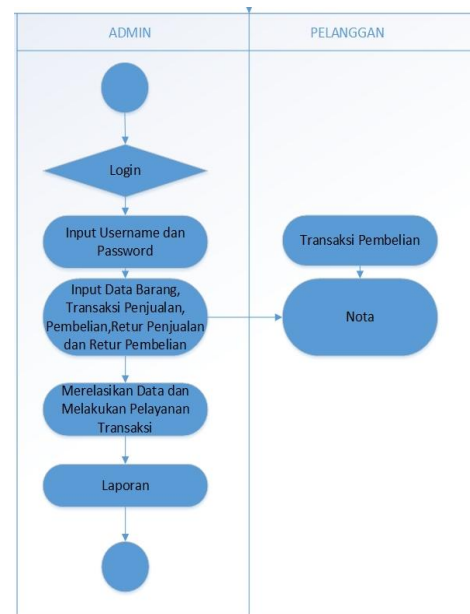 ADMIN
PELANGGAN
Login
Input Username dan
Password
Transaksi Pembelian
Input Data Barang,
Transaksi Penjualan,
Pembelian,Retur Penjualan
dan Retur Pembelian
Nota
Merelasikan Data dan
Melakukan Pelayanan
Transaksi
Laporan